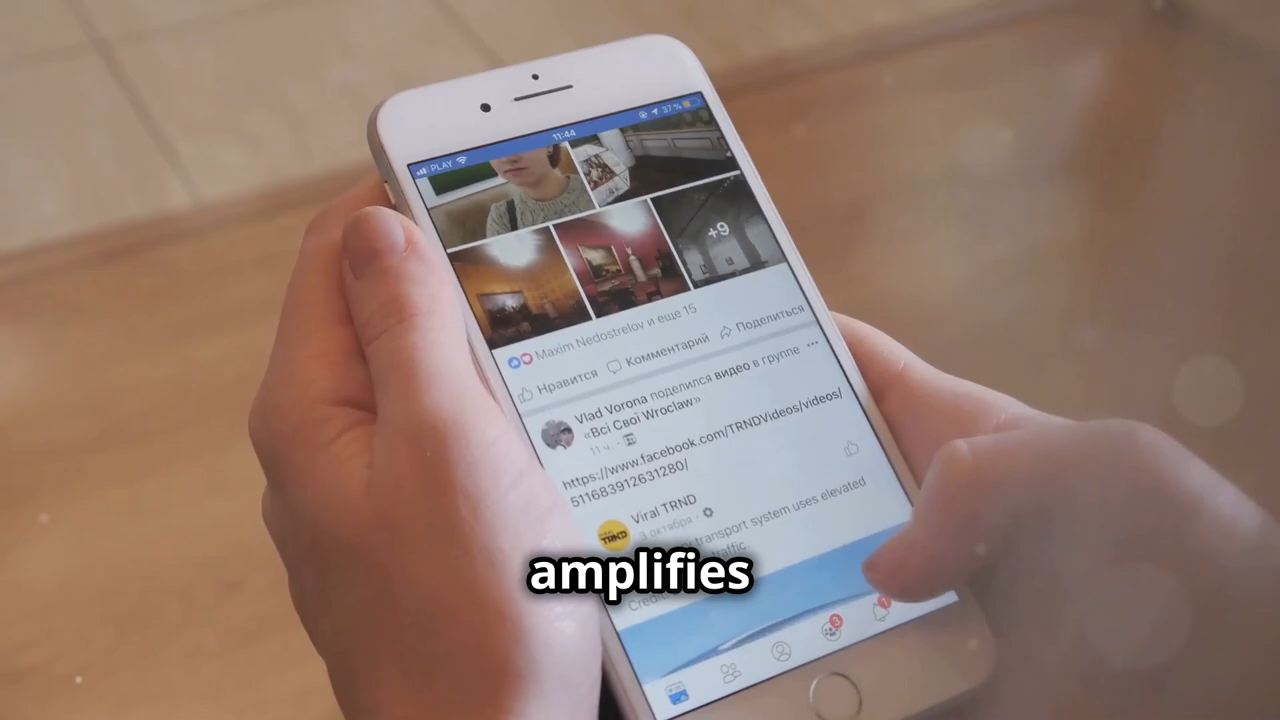 PLAY
11:44
37 %
+9
Maxim Nedostrelov и еще 15
Нравится
Комментарий
Поделиться
Vlad Vorona поделился видео в группе
«Всі Свої Wroclaw»
11 ч.
https://www.facebook.com/TRNDVideos/videos/
511683912631280/
Viral TRND
3 октября
transport system uses elevated
traffic
amplifies
3
1